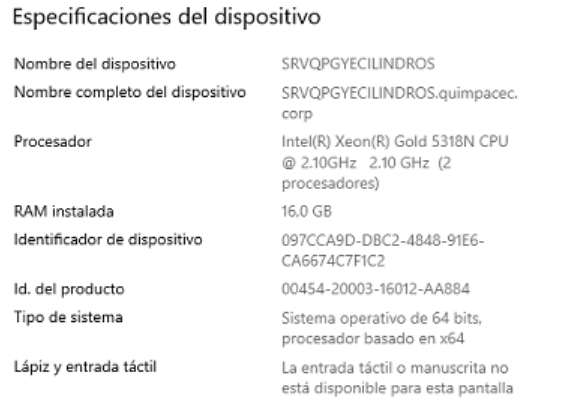 Especificaciones del dispositivo
Nombre del dispositivo SRVQPGYECILINDROS
Nombre completo del dispositivo SRVQPGYECILINDROS.quimpacec.
corp
Procesador Intel(R) Xeon(R) Gold 5318N CPU
@ 2.10GHz 2.10 GHz (2
procesadores)
RAM instalada 16,0 GB
Identificador de dispositivo 097CCA9D-DBC2-4848-91E6-
CA6674C7F1C2
Id. del producto 00454-20003-16012-AA884
Tipo de sistema Sistema operativo de 64 bits,
procesador basado en x64
Lápiz y entrada táctil La entrada táctil o manuscrita no
está disponible para esta pantalla